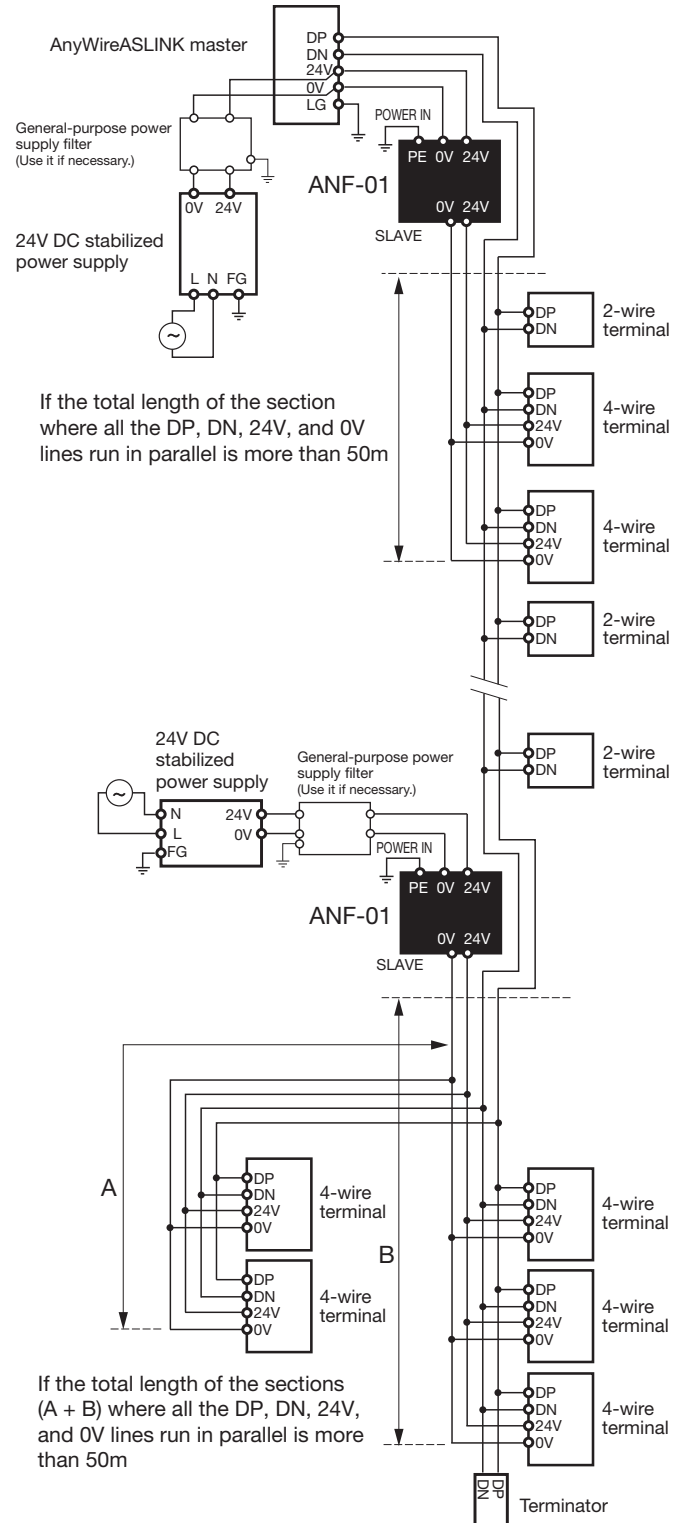 AnyWireASLINK master
DP
DN
24V
0V
LG
General-purpose power
supply filter
(Use it if necessary.)
POWER IN
PE 0V 24V
ANF-01
0V 24V
SLAVE
0V 24V
24V DC stabilized
power supply
L N FG
~
DP
DN
2-wire
terminal
If the total length of the section
where all the DP, DN, 24V, and 0V
lines run in parallel is more than 50m
DP
DN
24V
0V
4-wire
terminal
DP
DN
24V
0V
4-wire
terminal
DP
DN
2-wire
terminal
DP
DN
2-wire
terminal
24V DC
stabilized
power supply
~
N
L
FG
24V
0V
General-purpose power
supply filter
(Use it if necessary.)
POWER IN
PE 0V 24V
ANF-01
0V 24V
SLAVE
A
B
DP
DN
24V
0V
4-wire
terminal
DP
DN
24V
0V
4-wire
terminal
DP
DN
24V
0V
4-wire
terminal
DP
DN
24V
0V
4-wire
terminal
DP
DN
24V
0V
4-wire
terminal
If the total length of the sections
(A + B) where all the DP, DN, 24V,
and 0V lines run in parallel is more
than 50m
DN
DP
Terminator